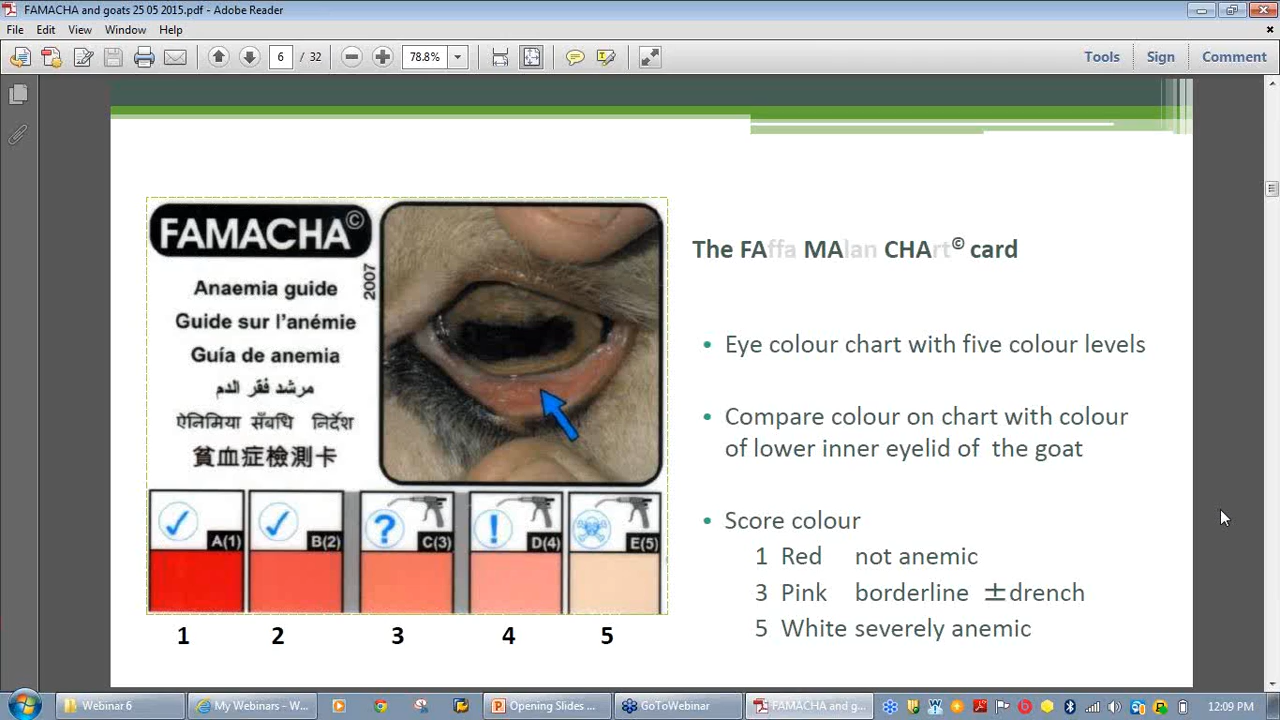 FAMACHA and goats 25 05 2015.pdf - Adobe Reader
File Edit View Window Help
6 / 32 78.8% Tools Sign Comment
FAMACHA©
2007
Anaemia guide
Guide sur l'anémie
Guía de anemia
مرشد فقر الدم
ऐनिमिया सँबधि निर्देश
貧血症檢測卡
? !
A(1) B(2) C(3) D(4) E(5)
1 2 3 4 5
The FAffa MAlan CHArt© card
• Eye colour chart with five colour levels
• Compare colour on chart with colour
of lower inner eyelid of the goat
• Score colour
1 Red not anemic
3 Pink borderline ±drench
5 White severely anemic
Webinar 6 My Webinars - W... Opening Slides ... GoToWebinar FAMACHA and g... 12:09 PM